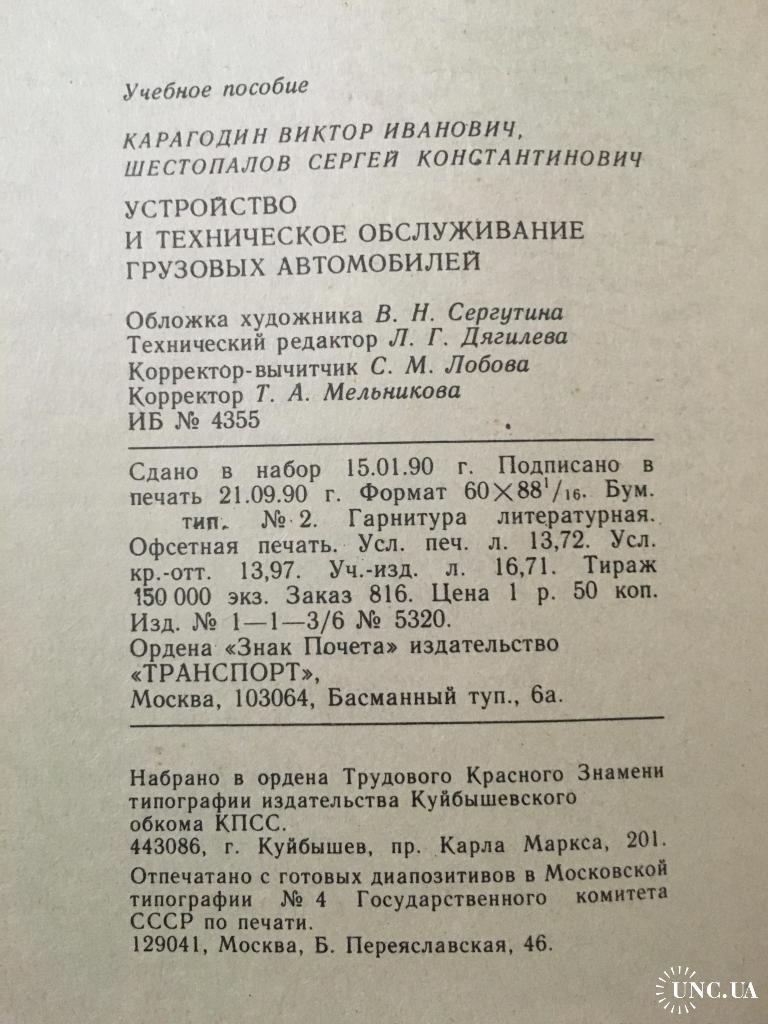 Учебное пособие
КАРАГОДИН ВИКТОР ИВАНОВИЧ,
ШЕСТОПАЛОВ СЕРГЕЙ КОНСТАНТИНОВИЧ
УСТРОЙСТВО
И ТЕХНИЧЕСКОЕ ОБСЛУЖИВАНИЕ
ГРУЗОВЫХ АВТОМОБИЛЕЙ
Обложка художника В. Н. Сергутина
Технический редактор Л. Г. Дягилева
Корректор-вычитчик С. М. Лобова
Корректор Т. А. Мельникова
ИБ № 4355
Сдано в набор 15.01.90 г. Подписано в
печать 21.09.90 г. Формат 60×88¹/₁₆. Бум.
тип. № 2. Гарнитура литературная.
Офсетная печать. Усл. печ. л. 13,72. Усл.
кр.-отт. 13,97. Уч.-изд. л. 16,71. Тираж
150 000 экз. Заказ 816. Цена 1 р. 50 коп.
Изд. № 1—1—3/6 № 5320.
Ордена «Знак Почета» издательство
«ТРАНСПОРТ»,
Москва, 103064, Басманный туп., 6а.
Набрано в ордена Трудового Красного Знамени
типографии издательства Куйбышевского
обкома КПСС.
443086, г. Куйбышев, пр. Карла Маркса, 201.
Отпечатано с готовых диапозитивов в Московской
типографии № 4 Государственного комитета
СССР по печати.
129041, Москва, Б. Переяславская, 46.
UNC.UA